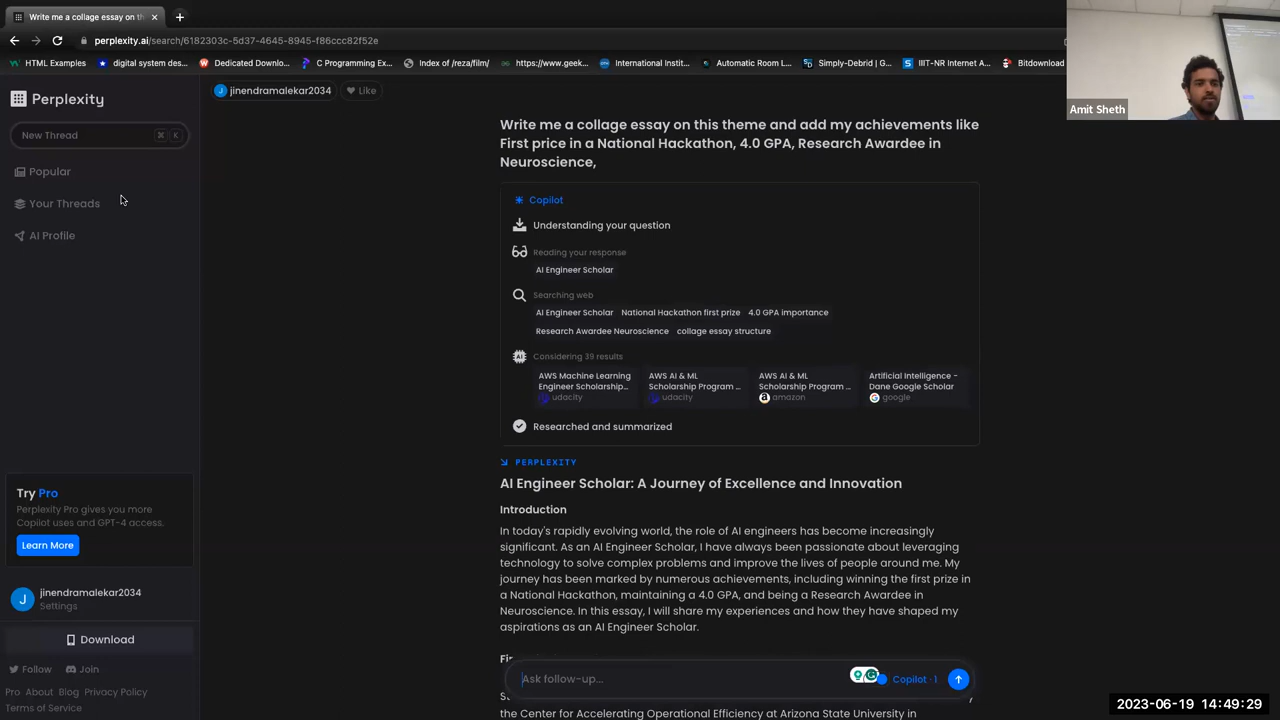 Write me a collage essay on th
perplexity.ai/search/6182303c-5d37-4645-8945-f86ccc82f52e
HTML Examples
digital system des...
Dedicated Downlo...
C Programming Ex...
Index of /reza/film/
https://www.geek...
International Instit...
Automatic Room L...
Simply-Debrid | G...
IIIT-NR Internet A...
Bitdownload
Amit Sheth
Perplexity
New Thread
⌘ K
Popular
Your Threads
AI Profile
Try Pro
Perplexity Pro gives you more
Copilot uses and GPT-4 access.
Learn More
J
jinendramalekar2034
Settings
Download
Follow
Join
Pro About Blog Privacy Policy
Terms of Service
J jinendramalekar2034
Like
Write me a collage essay on this theme and add my achievements like
First price in a National Hackathon, 4.0 GPA, Research Awardee in
Neuroscience,
Copilot
Understanding your question
Reading your response
AI Engineer Scholar
Searching web
AI Engineer Scholar National Hackathon first prize 4.0 GPA importance
Research Awardee Neuroscience collage essay structure
Considering 39 results
AWS Machine Learning
Engineer Scholarship...
udacity
AWS AI & ML
Scholarship Program ...
udacity
AWS AI & ML
Scholarship Program ...
amazon
Artificial Intelligence -
Dane Google Scholar
google
Researched and summarized
PERPLEXITY
AI Engineer Scholar: A Journey of Excellence and Innovation
Introduction
In today's rapidly evolving world, the role of AI engineers has become increasingly
significant. As an AI Engineer Scholar, I have always been passionate about leveraging
technology to solve complex problems and improve the lives of people around me. My
journey has been marked by numerous achievements, including winning the first prize in
a National Hackathon, maintaining a 4.0 GPA, and being a Research Awardee in
Neuroscience. In this essay, I will share my experiences and how they have shaped my
aspirations as an AI Engineer Scholar.
Ask follow-up...
Copilot · 1
the Center for Accelerating Operational Efficiency at Arizona State University in
2023-06-19 14:49:29